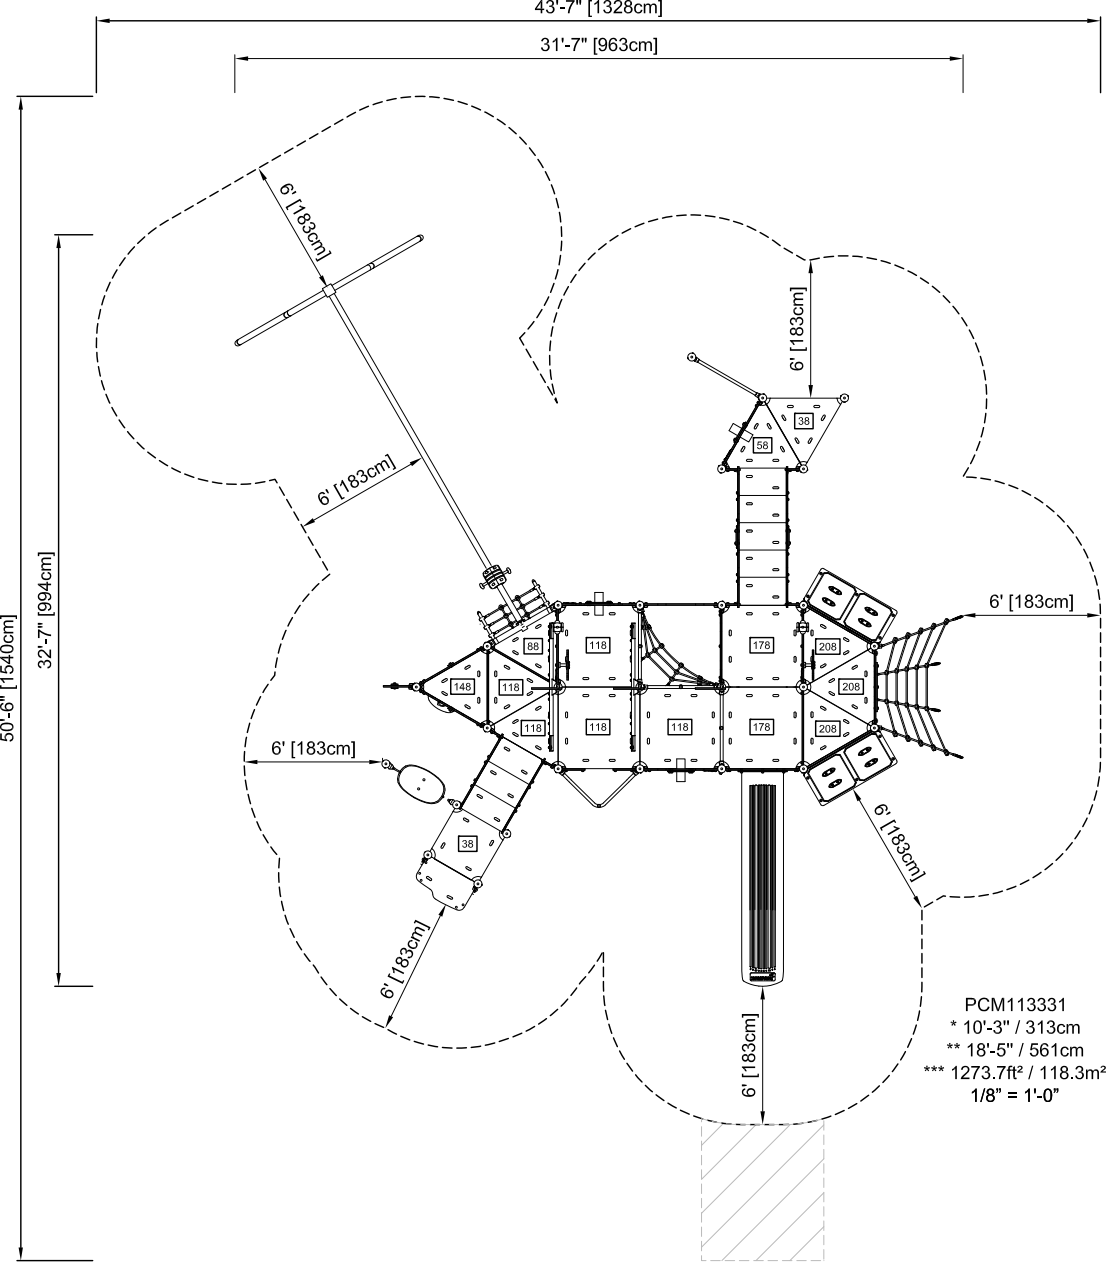 43'-7" [1328cm]
31'-7" [963cm]
6' [183cm]
6' [183cm]
38
58
6' [183cm]
32'-7" [994cm]
50'-6" [1540cm]
6' [183cm]
88
118
178
208
148
118
208
118
118
118
178
208
6' [183cm]
38
6' [183cm]
6' [183cm]
6' [183cm]
PCM113331
* 10'-3" / 313cm
** 18'-5" / 561cm
*** 1273.7ft² / 118.3m²
1/8" = 1'-0"